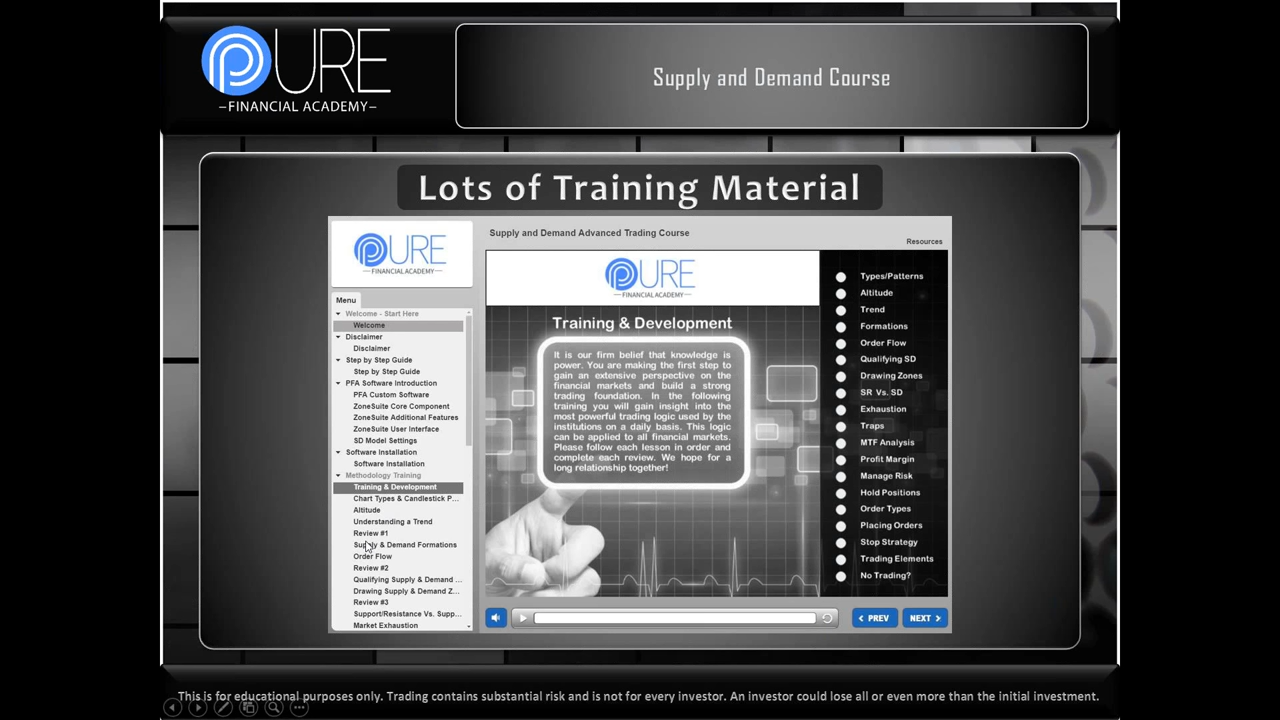 PURE
–FINANCIAL ACADEMY–
Supply and Demand Course
Lots of Training Material
PURE
FINANCIAL ACADEMY
Menu
Welcome - Start Here
Welcome
Disclaimer
Disclaimer
Step by Step Guide
Step by Step Guide
PFA Software Introduction
PFA Custom Software
ZoneSuite Core Component
ZoneSuite Additional Features
ZoneSuite User Interface
SD Model Settings
Software Installation
Software Installation
Methodology Training
Training & Development
Chart Types & Candlestick P...
Altitude
Understanding a Trend
Review #1
Supply & Demand Formations
Order Flow
Review #2
Qualifying Supply & Demand ...
Drawing Supply & Demand Z...
Review #3
Support/Resistance Vs. Supp...
Market Exhaustion
Supply and Demand Advanced Trading Course
Resources
PURE
FINANCIAL ACADEMY
Training & Development
It is our firm belief that knowledge is
power. You are making the first step to
gain an extensive perspective on the
financial markets and build a strong
trading foundation. In the following
training you will gain insight into the
most powerful trading logic used by the
institutions on a daily basis. This logic
can be applied to all financial markets.
Please follow each lesson in order and
complete each review. We hope for a
long relationship together!
Types/Patterns
Altitude
Trend
Formations
Order Flow
Qualifying SD
Drawing Zones
SR Vs. SD
Exhaustion
Traps
MTF Analysis
Profit Margin
Manage Risk
Hold Positions
Order Types
Placing Orders
Stop Strategy
Trading Elements
No Trading?
PREV
NEXT
This is for educational purposes only. Trading contains substantial risk and is not for every investor. An investor could lose all or even more than the initial investment.